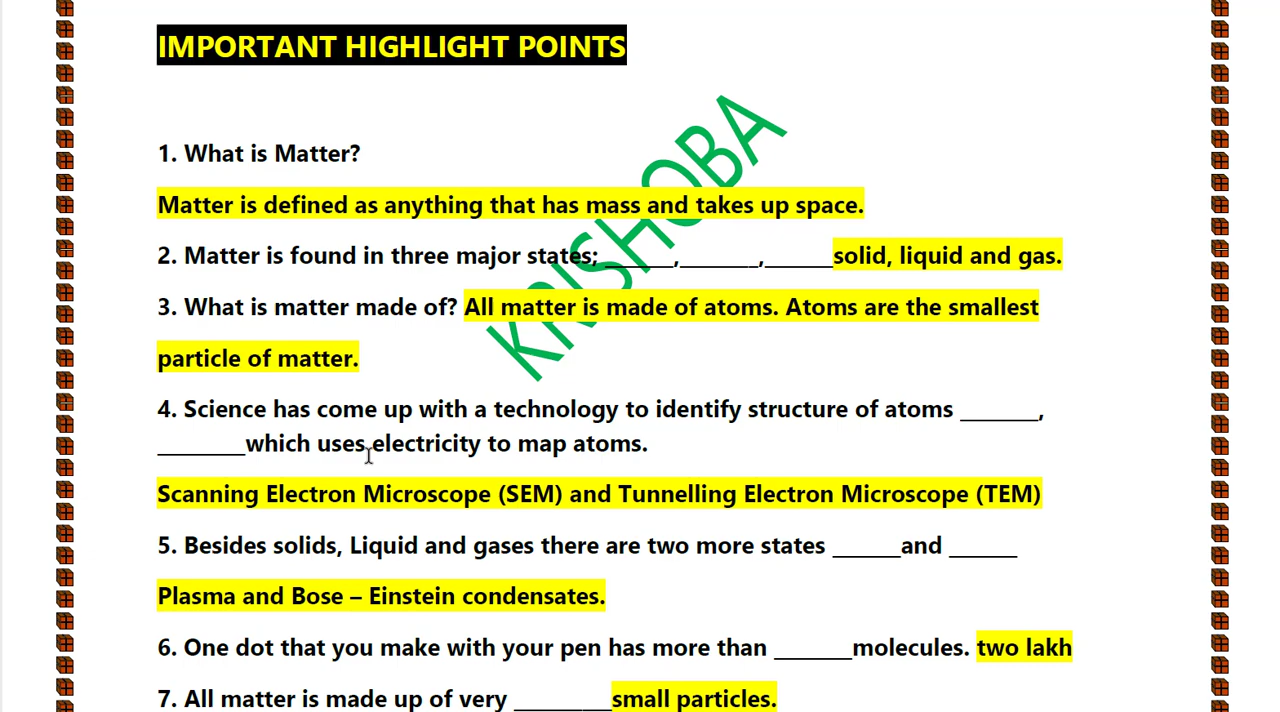 IMPORTANT HIGHLIGHT POINTS
KRISHOBA
1. What is Matter?
Matter is defined as anything that has mass and takes up space.
2. Matter is found in three major states; ______,_______,______solid, liquid and gas.
3. What is matter made of? All matter is made of atoms. Atoms are the smallest
particle of matter.
4. Science has come up with a technology to identify structure of atoms _______,
________which uses electricity to map atoms.
Scanning Electron Microscope (SEM) and Tunnelling Electron Microscope (TEM)
5. Besides solids, Liquid and gases there are two more states ______and ______
Plasma and Bose – Einstein condensates.
6. One dot that you make with your pen has more than _______molecules. two lakh
7. All matter is made up of very _________small particles.